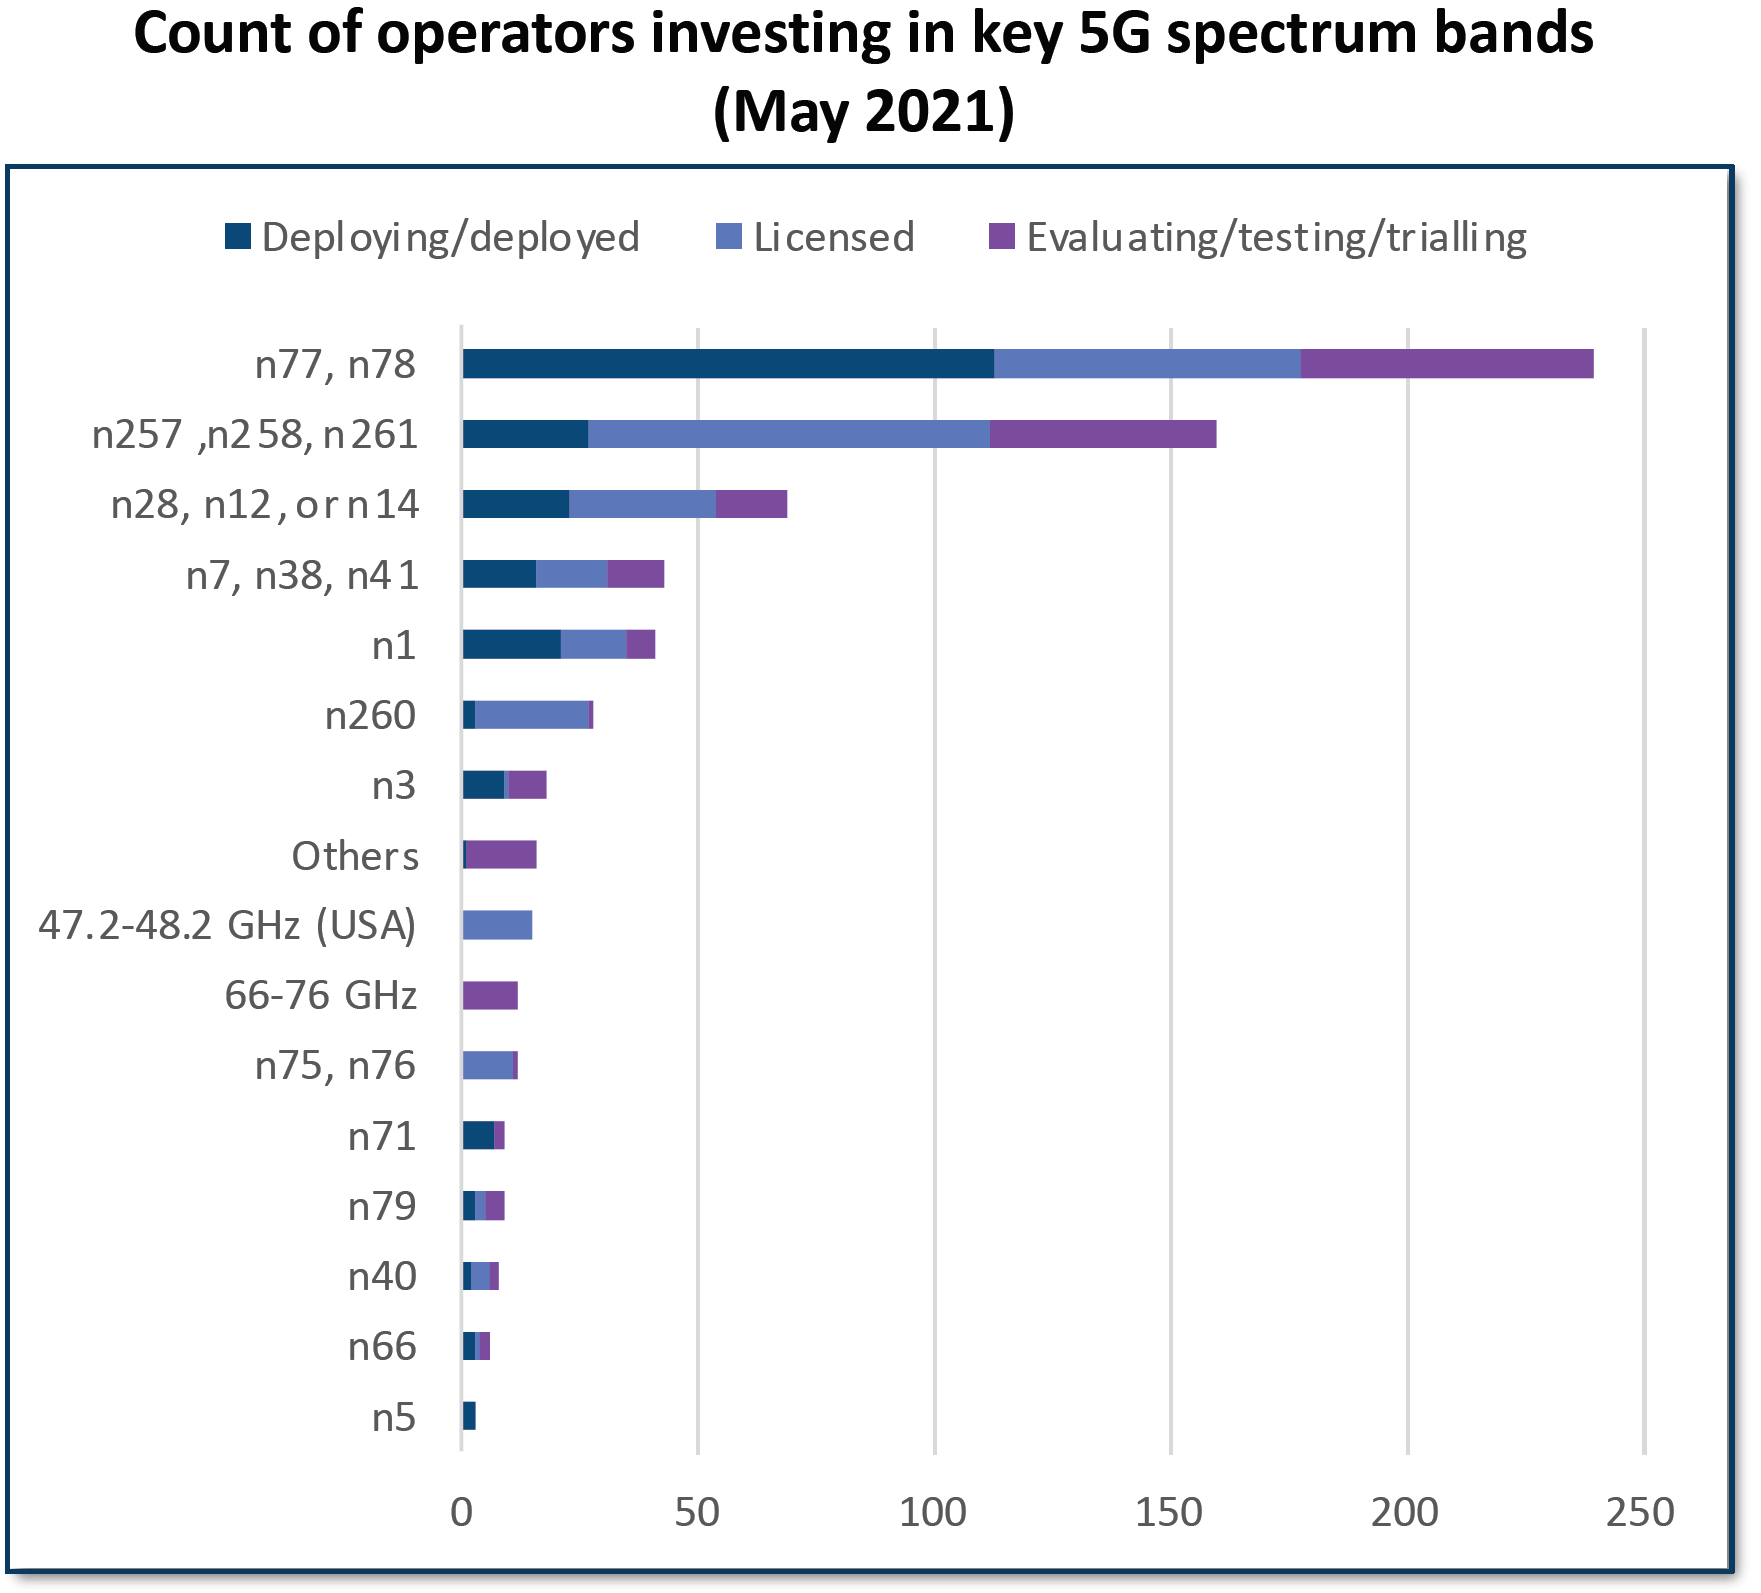 Count of operators investing in key 5G spectrum bands
(May 2021)
Deploying/deployed Licensed Evaluating/testing/trialling
n77, n78
n257 ,n258, n261
n28, n12, or n14
n7, n38, n41
n1
n260
n3
Others
47.2-48.2 GHz (USA)
66-76 GHz
n75, n76
n71
n79
n40
n66
n5
0 50 100 150 200 250